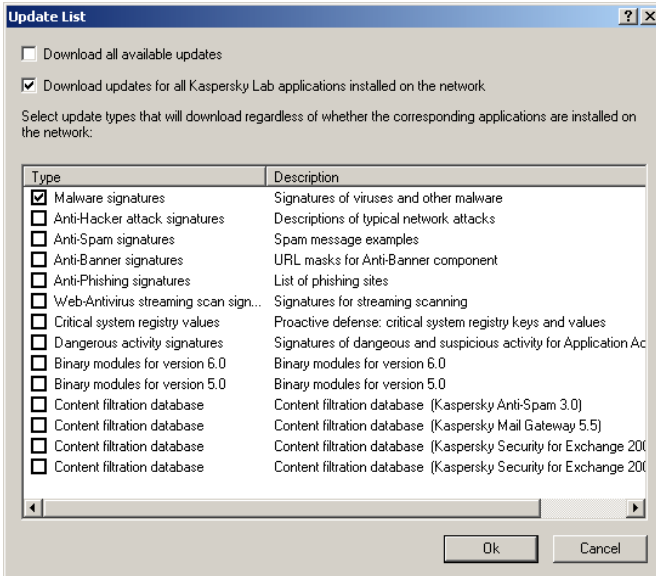 Update List
Download all available updates
Download updates for all Kaspersky Lab applications installed on the network
Select update types that will download regardless of whether the corresponding applications are installed on
the network:
Type Description
Malware signatures Signatures of viruses and other malware
Anti-Hacker attack signatures Descriptions of typical network attacks
Anti-Spam signatures Spam message examples
Anti-Banner signatures URL masks for Anti-Banner component
Anti-Phishing signatures List of phishing sites
Web-Antivirus streaming scan sign... Signatures for streaming scanning
Critical system registry values Proactive defense: critical system registry keys and values
Dangerous activity signatures Signatures of dangeous and suspicious activity for Application Ac
Binary modules for version 6.0 Binary modules for version 6.0
Binary modules for version 5.0 Binary modules for version 5.0
Content filtration database Content filtration database (Kaspersky Anti-Spam 3.0)
Content filtration database Content filtration database (Kaspersky Mail Gateway 5.5)
Content filtration database Content filtration database (Kaspersky Security for Exchange 200
Content filtration database Content filtration database (Kaspersky Security for Exchange 200
Ok Cancel